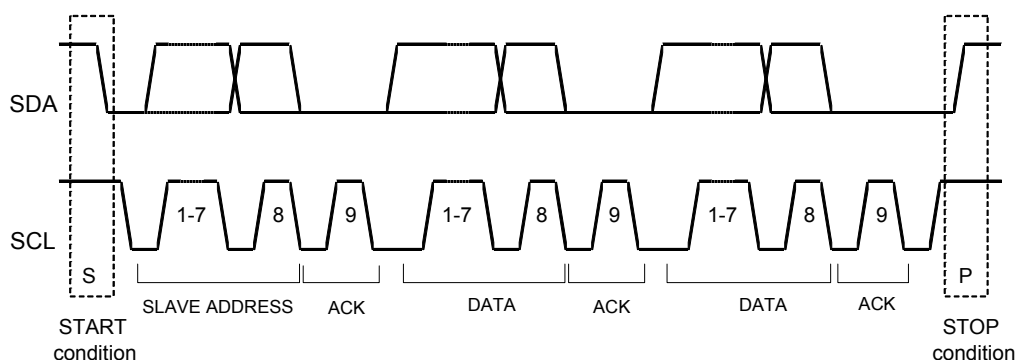 SDA
1-7 8 9 1-7 8 9 1-7 8 9
SCL
S P
SLAVE ADDRESS ACK DATA ACK DATA ACK
START
condition
STOP
condition